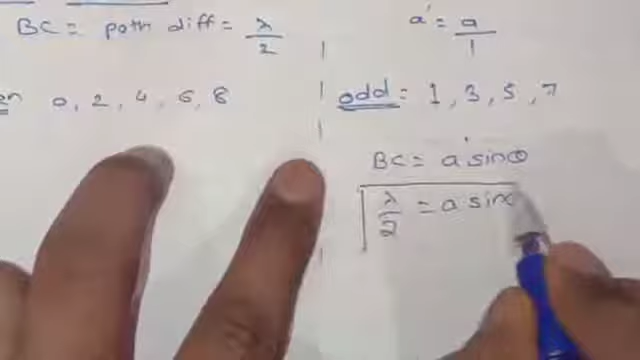 BC = path diff = λ/2
a' = a/1
0, 2, 4, 6, 8
odd = 1, 3, 5, 7
BC = a' sinθ
λ/2 = a sin